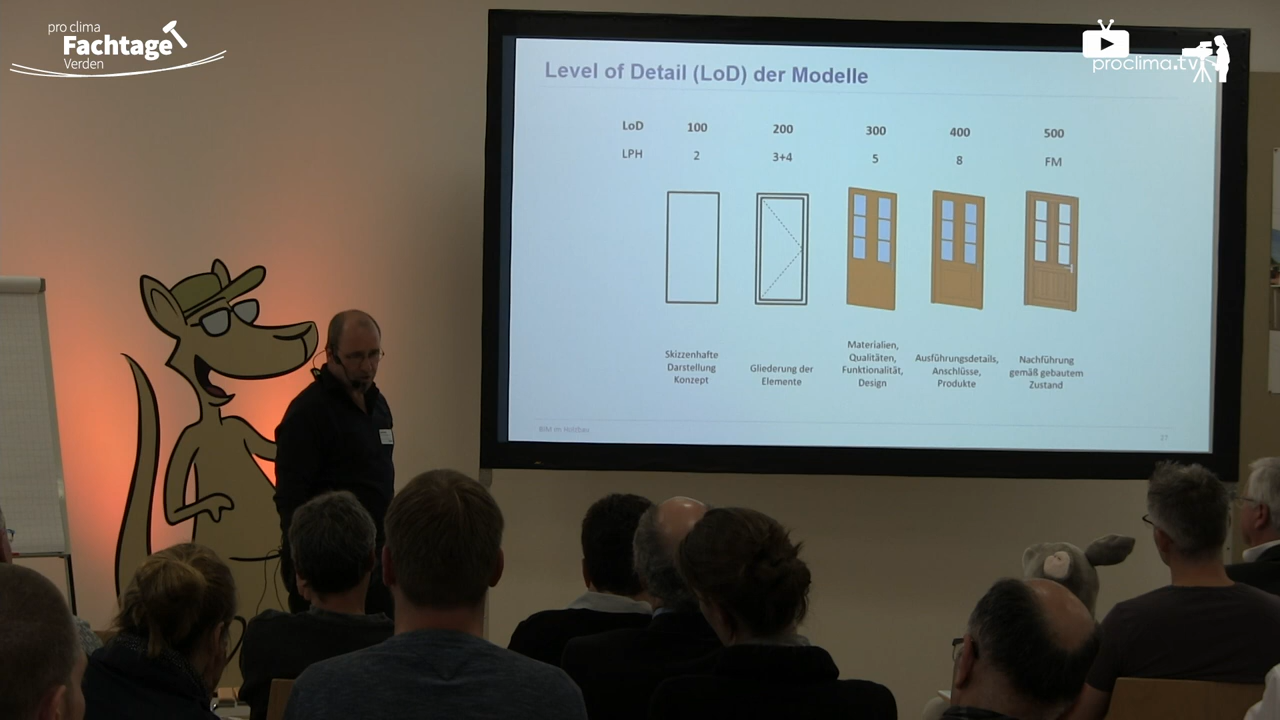 pro clima
Fachtage
Verden
proclima.tv
Level of Detail (LoD) der Modelle
LoD 100 200 300 400 500
LPH 2 3+4 5 8 FM
Skizzenhafte
Darstellung
Konzept
Gliederung der
Elemente
Materialien,
Qualitäten,
Funktionalität,
Design
Ausführungsdetails,
Anschlüsse,
Produkte
Nachführung
gemäß gebautem
Zustand
BIM im Holzbau
27